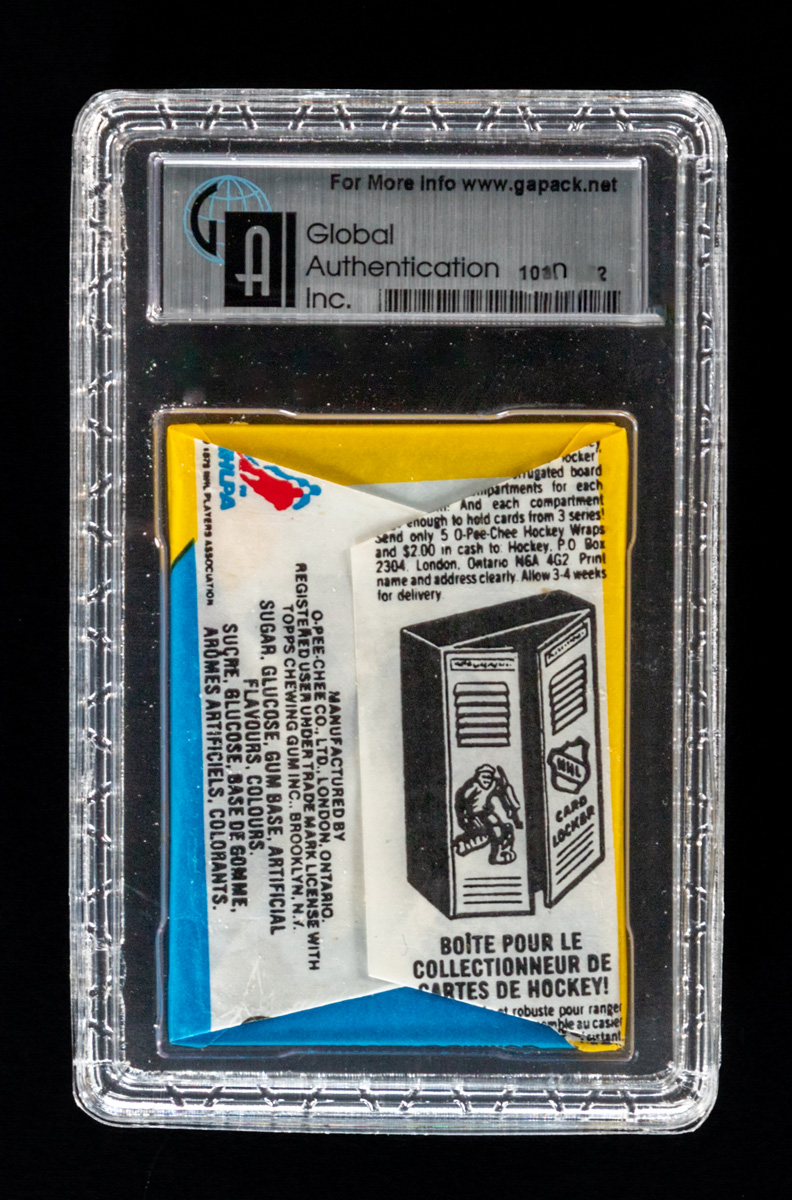 For More Info www.gapack.net
Global
Authentication
Inc.
A
NHLPA
NHL PLAYERS ASSOCIATION
MANUFACTURED BY
O-PEE-CHEE CO., LTD., LONDON, ONTARIO.
REGISTERED USER UNDER TRADE MARK LICENSE WITH
TOPPS CHEWING GUM INC., BROOKLYN, N.Y.
SUGAR, GLUCOSE, GUM BASE, ARTIFICIAL
FLAVOURS, COLOURS.
SUCRE, GLUCOSE, BASE DE GOMME,
ARÔMES ARTIFICIELS, COLORANTS.
locker
board
for each
And each compartment
enough to hold cards from 3 series!
Send only 5 O-Pee-Chee Hockey Wraps
and $2.00 in cash to: Hockey, P.O. Box
2304, London, Ontario N6A 4G2 Print
name and address clearly. Allow 3-4 weeks
for delivery.
NHL
CARD
LOCKER
BOÎTE POUR LE
COLLECTIONNEUR DE
CARTES DE HOCKEY!
et robuste pour ranger
au casier